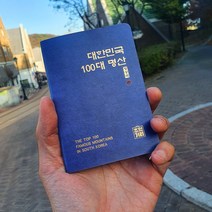 대한민국
100대 명산
THE TOP 100
FAMOUS MOUNTAINS
IN SOUTH KOREA